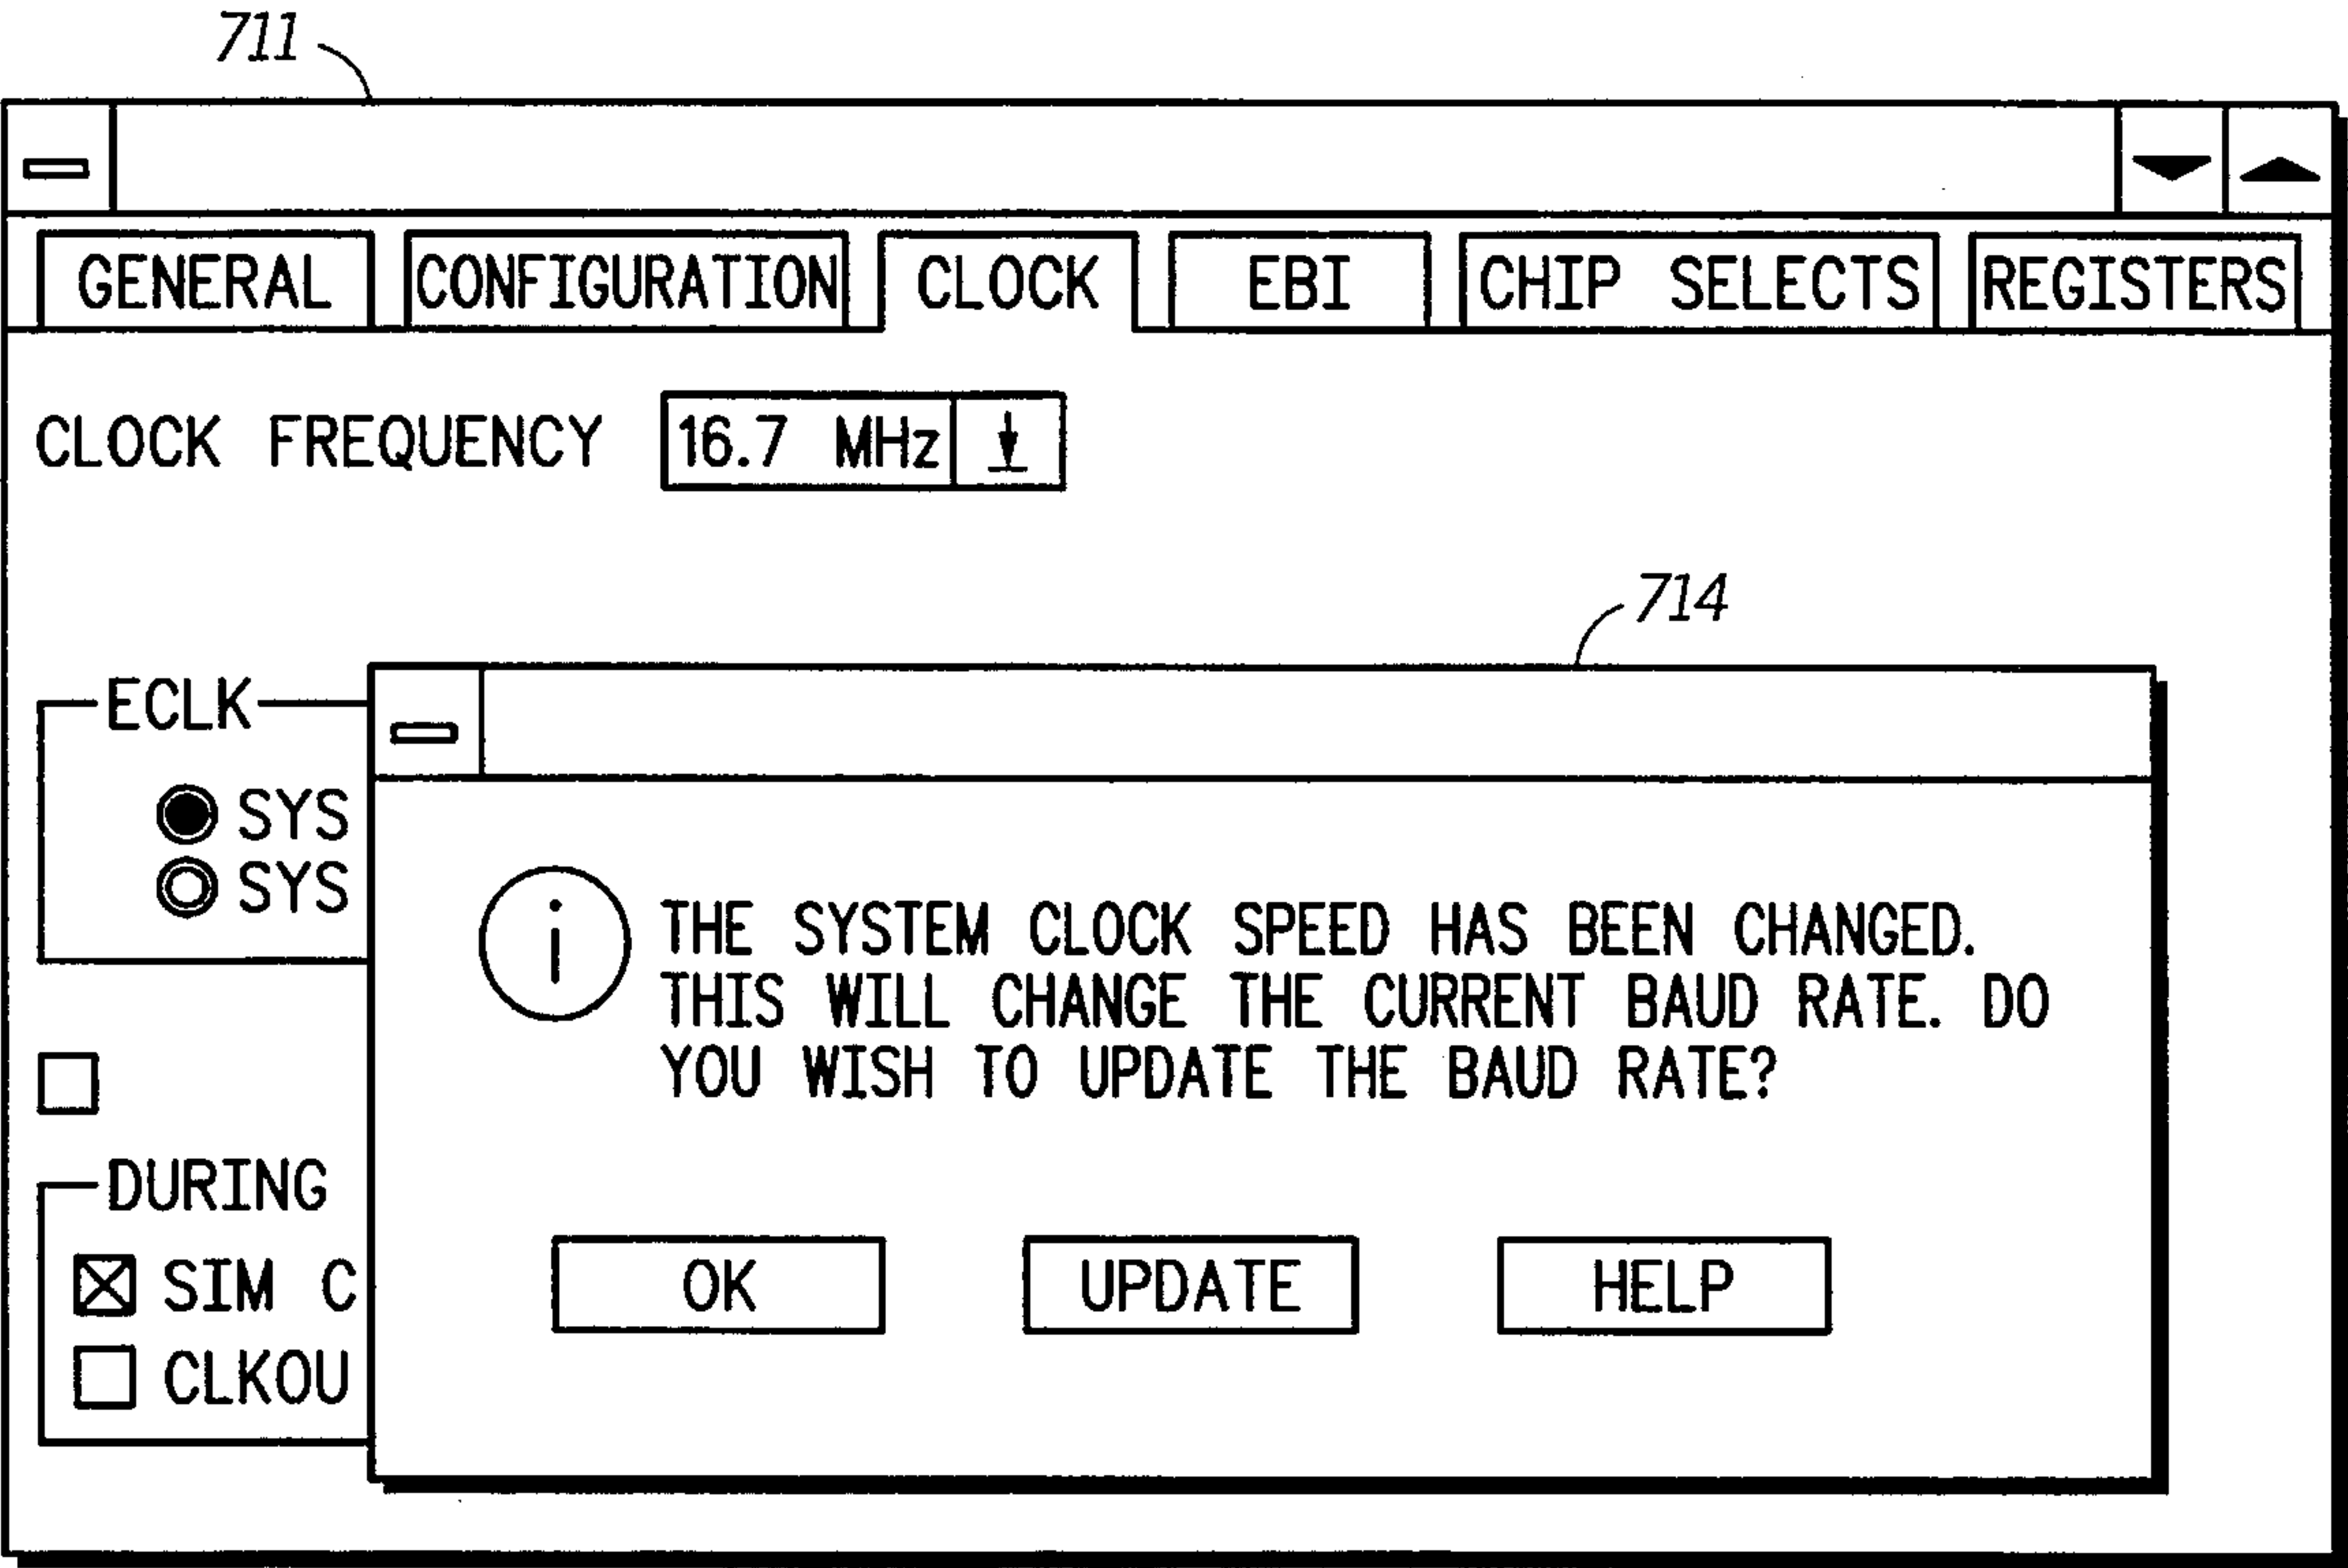 711
GENERAL CONFIGURATION CLOCK EBI CHIP SELECTS REGISTERS
CLOCK FREQUENCY 16.7 MHz
714
ECLK
SYS
SYS
i THE SYSTEM CLOCK SPEED HAS BEEN CHANGED.
THIS WILL CHANGE THE CURRENT BAUD RATE. DO
YOU WISH TO UPDATE THE BAUD RATE?
DURING
SIM C
CLKOU
OK UPDATE HELP